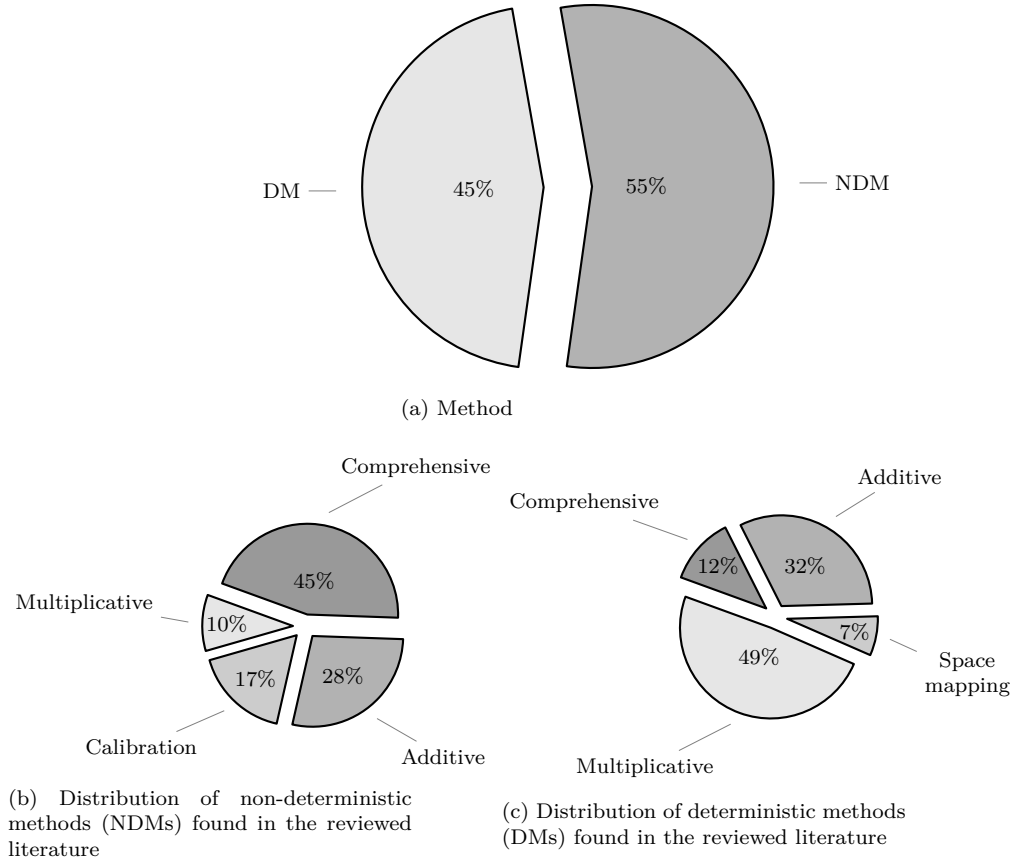 DM
45%
55%
NDM
(a) Method
Comprehensive
45%
Multiplicative
10%
17%
28%
Calibration
Additive
(b) Distribution of non-deterministic
methods (NDMs) found in the reviewed
literature
Additive
Comprehensive
12%
32%
7%
49%
Space
mapping
Multiplicative
(c) Distribution of deterministic methods
(DMs) found in the reviewed literature